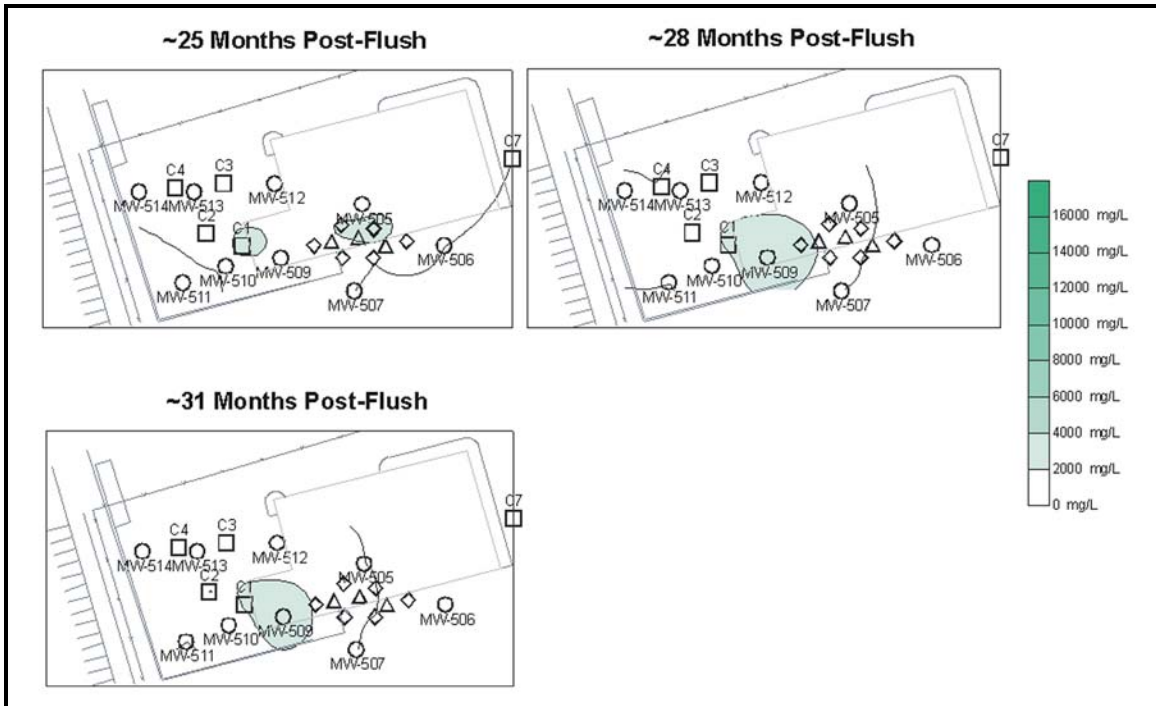 ~25 Months Post-Flush
~28 Months Post-Flush
C7
C4 C3
MW-514 MW-513 MW-512
C2
C1
MW-505
MW-510 MW-509 MW-506
MW-511 MW-507
C7
C4 C3
MW-514 MW-513 MW-512
C2
C1
MW-505
MW-510 MW-509 MW-506
MW-511 MW-507
16000 mg/L
14000 mg/L
12000 mg/L
10000 mg/L
8000 mg/L
6000 mg/L
4000 mg/L
2000 mg/L
0 mg/L
~31 Months Post-Flush
C7
C4 C3
MW-514 MW-513 MW-512
C2
C1
MW-505
MW-510 MW-509 MW-506
MW-511 MW-507